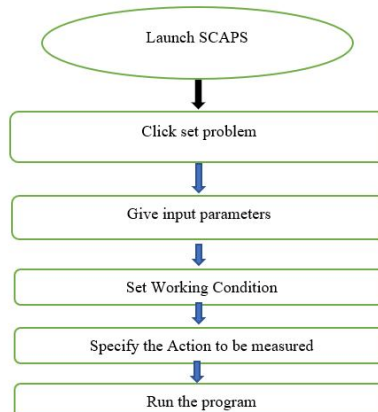 Launch SCAPS
Click set problem
Give input parameters
Set Working Condition
Specify the Action to be measured
Run the program